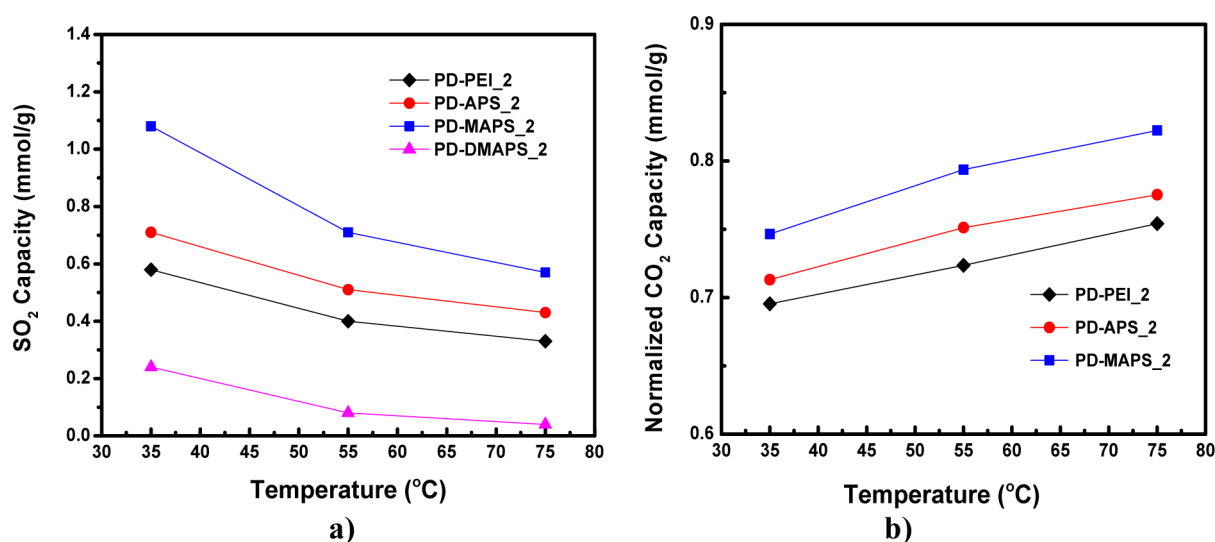 1.4
1.2
1.0
0.8
0.6
0.4
0.2
0.0
SO2 Capacity (mmol/g)
PD-PEI_2
PD-APS_2
PD-MAPS_2
PD-DMAPS_2
30 35 40 45 50 55 60 65 70 75 80
Temperature (oC)
a)
0.9
0.8
0.7
0.6
Normalized CO2 Capacity (mmol/g)
PD-PEI_2
PD-APS_2
PD-MAPS_2
30 35 40 45 50 55 60 65 70 75 80
Temperature (oC)
b)